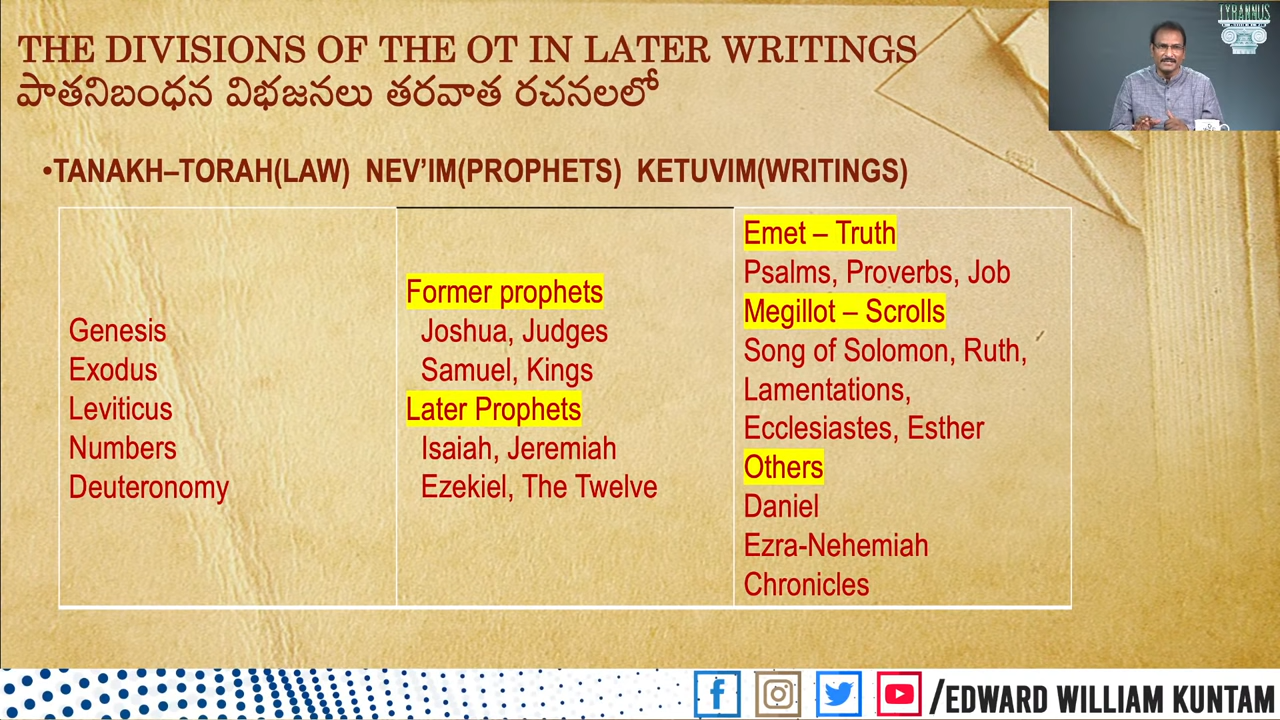 THE DIVISIONS OF THE OT IN LATER WRITINGS
పాతనిబంధన విభజనలు తరవాత రచనలలో
•TANAKH–TORAH(LAW) NEV’IM(PROPHETS) KETUVIM(WRITINGS)
Genesis
Exodus
Leviticus
Numbers
Deuteronomy
Former prophets
Joshua, Judges
Samuel, Kings
Later Prophets
Isaiah, Jeremiah
Ezekiel, The Twelve
Emet – Truth
Psalms, Proverbs, Job
Megillot – Scrolls
Song of Solomon, Ruth,
Lamentations,
Ecclesiastes, Esther
Others
Daniel
Ezra-Nehemiah
Chronicles
TYRANNUS
/EDWARD WILLIAM KUNTAM